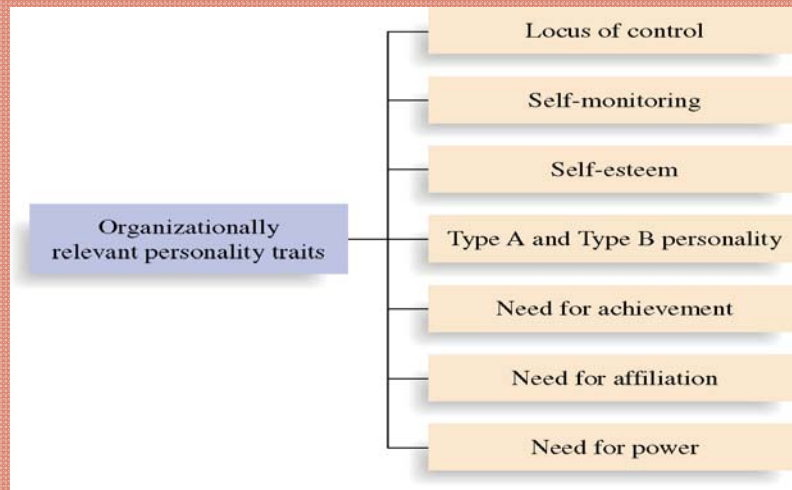 Locus of control
Self-monitoring
Self-esteem
Organizationally
relevant personality traits
Type A and Type B personality
Need for achievement
Need for affiliation
Need for power